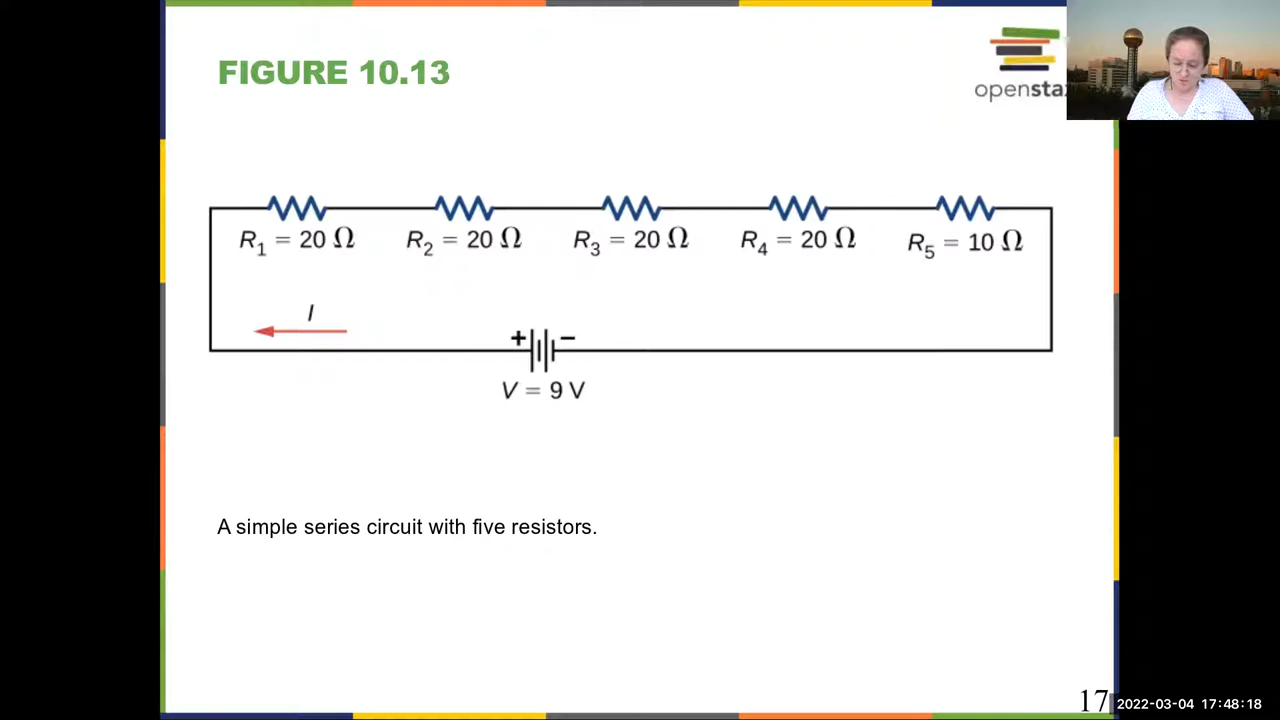 FIGURE 10.13
openstax
R1 = 20 Ω R2 = 20 Ω R3 = 20 Ω R4 = 20 Ω R5 = 10 Ω
I
+ −
V = 9 V
A simple series circuit with five resistors.
17
2022-03-04 17:48:18